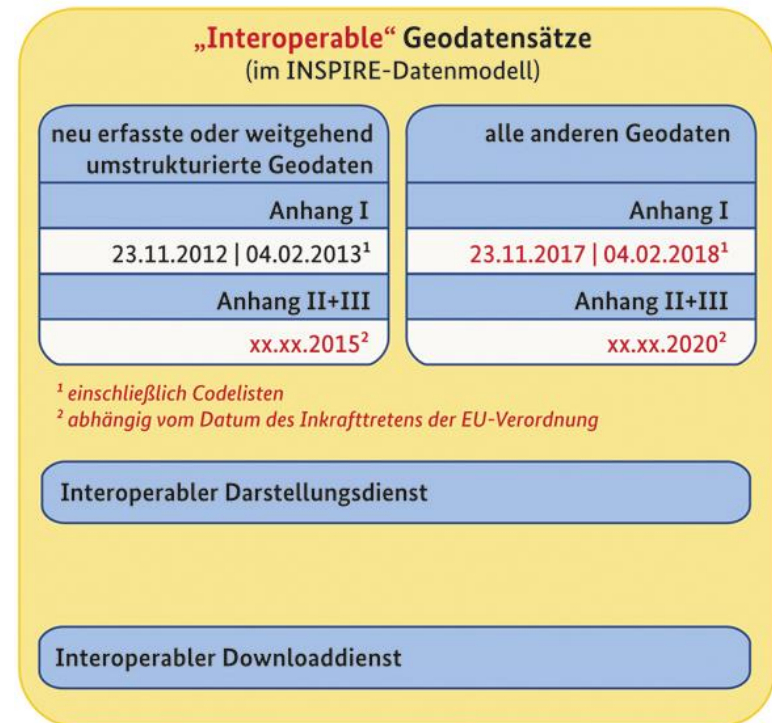 „Interoperable“ Geodatensätze
(im INSPIRE-Datenmodell)
neu erfasste oder weitgehend
umstrukturierte Geodaten
Anhang I
23.11.2012 | 04.02.2013¹
Anhang II+III
xx.xx.2015²
alle anderen Geodaten
Anhang I
23.11.2017 | 04.02.2018¹
Anhang II+III
xx.xx.2020²
¹ einschließlich Codelisten
² abhängig vom Datum des Inkrafttretens der EU-Verordnung
Interoperabler Darstellungsdienst
Interoperabler Downloaddienst